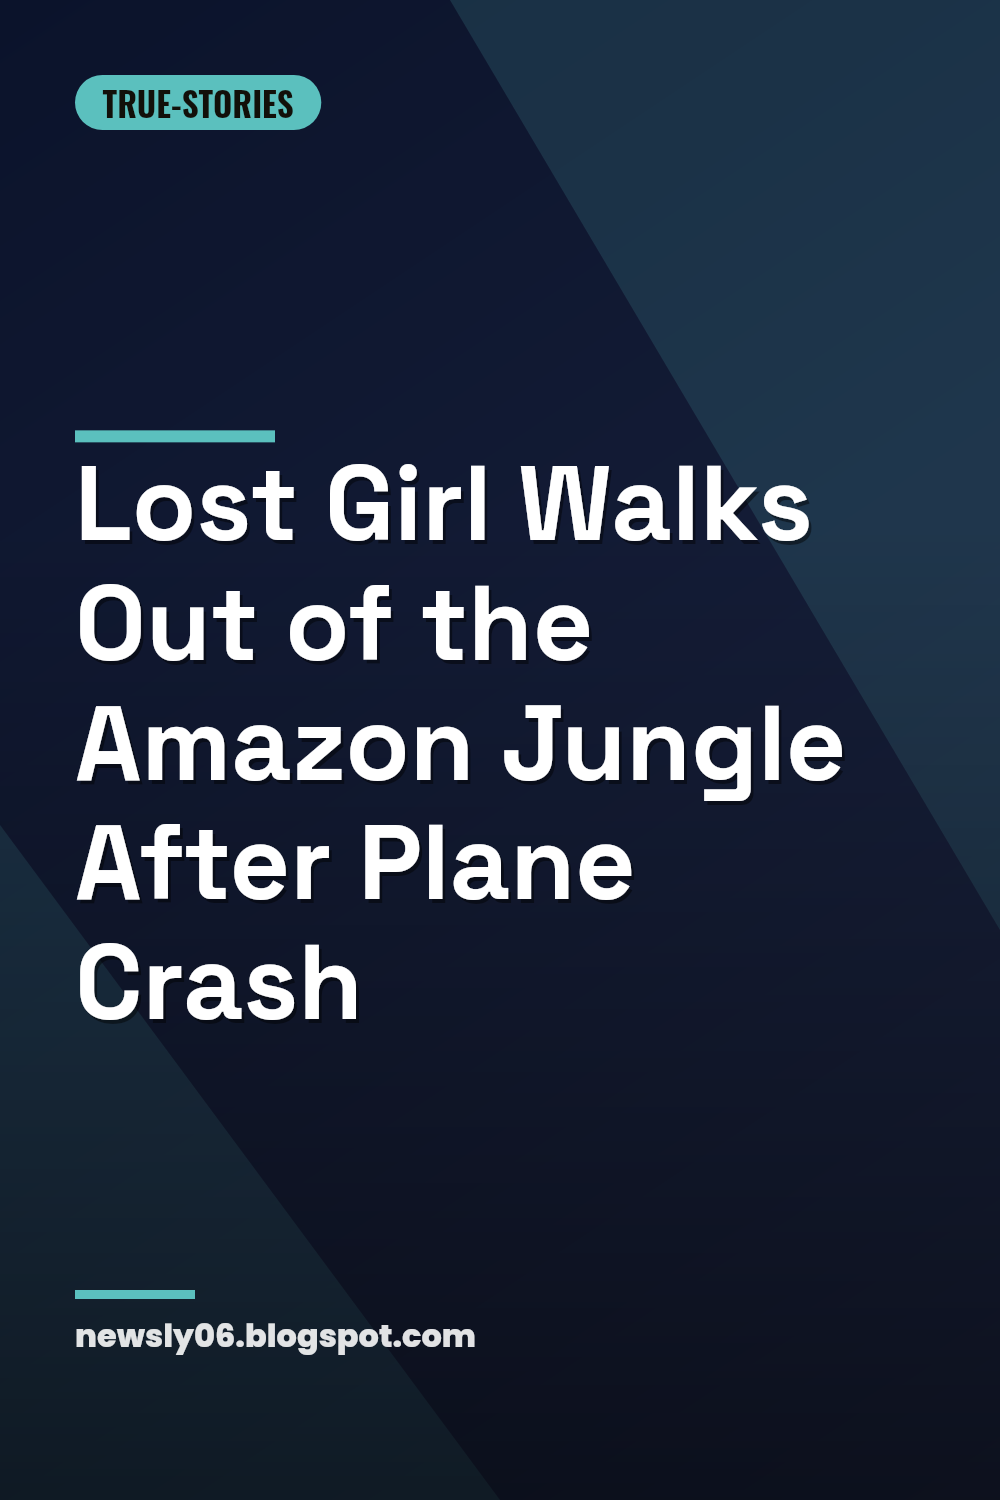 TRUE-STORIES
Lost Girl Walks
Out of the
Amazon Jungle
After Plane
Crash
newsly06.blogspot.com